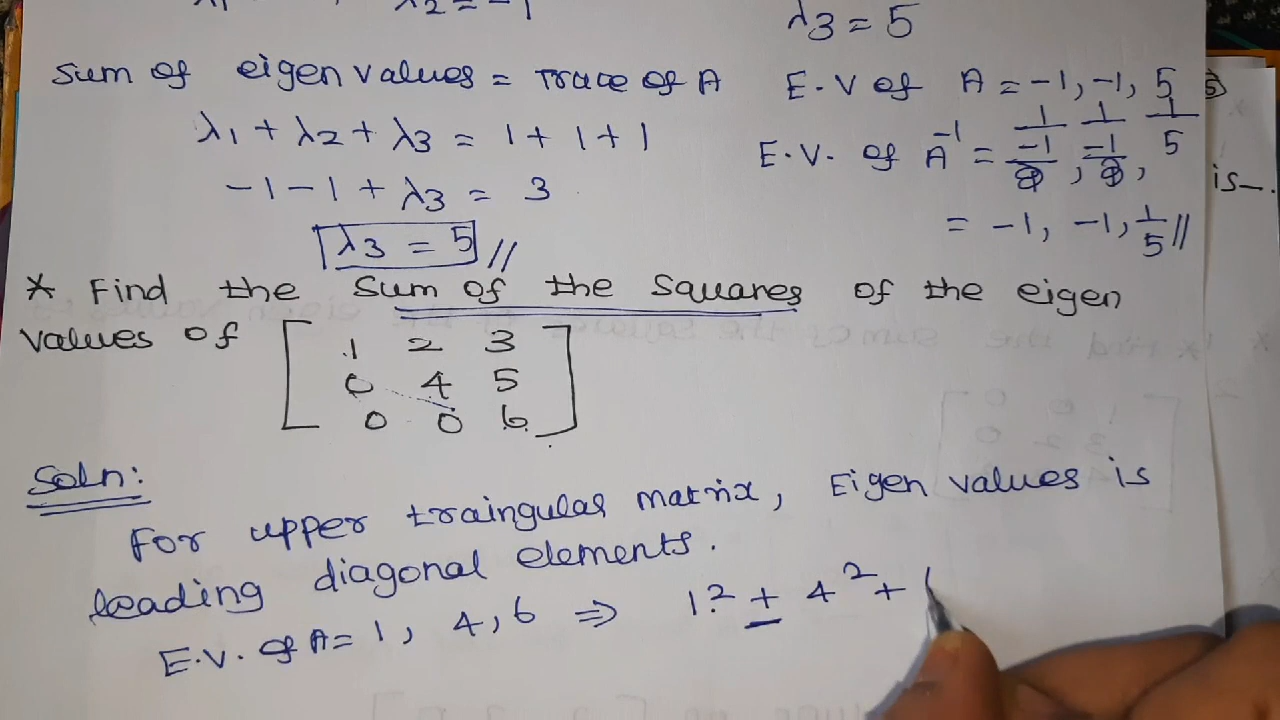 λ3 = 5
Sum of eigen values = Trace of A
λ1 + λ2 + λ3 = 1 + 1 + 1
-1 -1 + λ3 = 3
λ3 = 5 //
E.V of A = -1, -1, 5
E.V. of A^-1 = 1/-1, 1/-1, 1/5
= -1, -1, 1/5 //
is-.
* Find the sum of the squares of the eigen
values of [ 1 2 3
0 4 5
0 0 6 ]
Soln:
For upper traingular matrix, Eigen values is
leading diagonal elements.
E.V. of A = 1, 4, 6 ⇒ 1² + 4² +